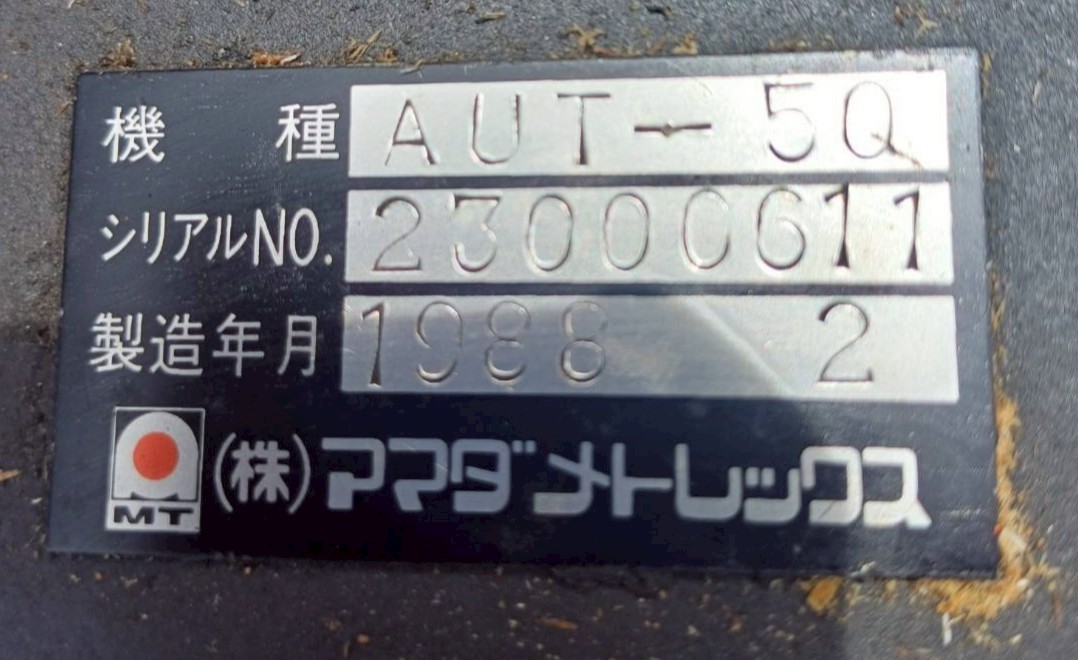 機種 AUT-5Q
シリアルNO. 23000611
製造年月 1988 2
MT (株)アマダメトレックス